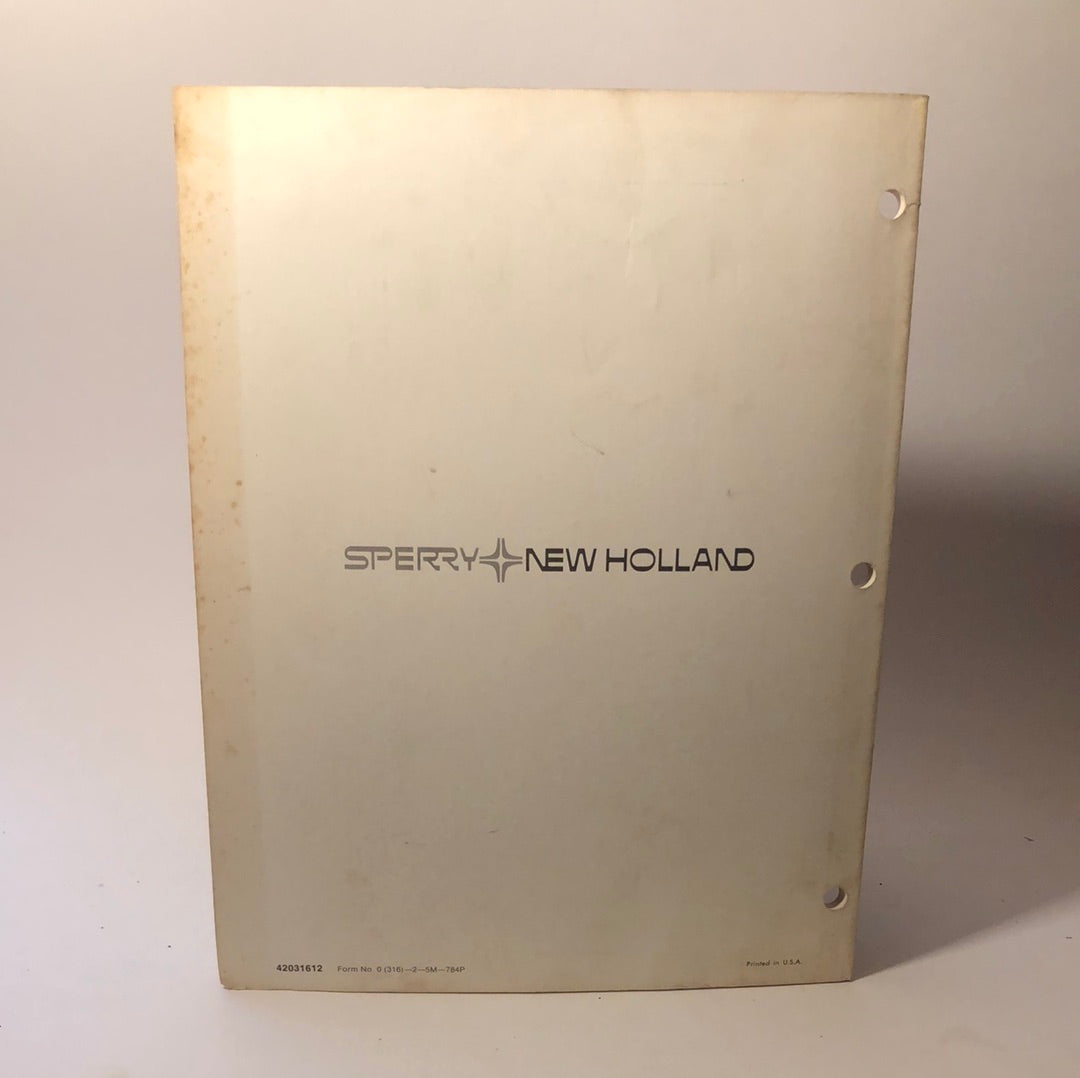 SPERRY NEW HOLLAND
42031612 Form No 0 (316)—2—5M—784P
Printed in U.S.A.